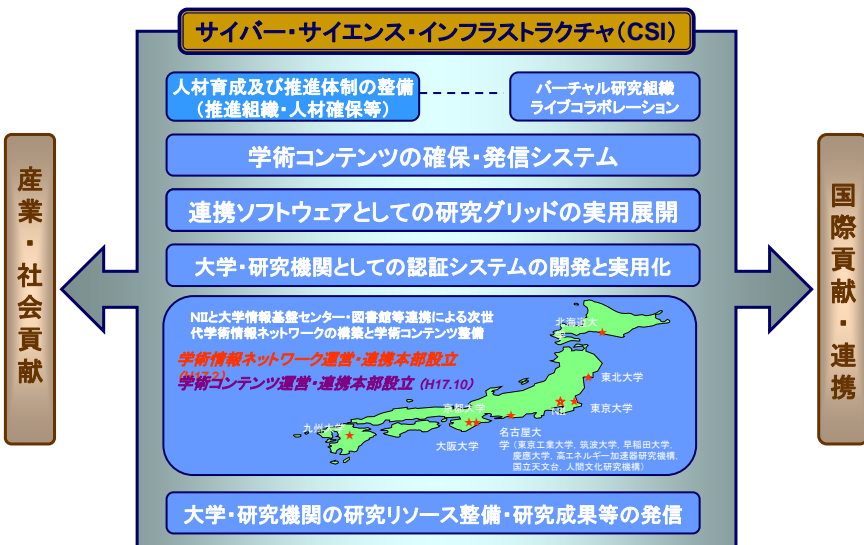 サイバー・サイエンス・インフラストラクチャ(CSI)
人材育成及び推進体制の整備
(推進組織・人材確保等)
バーチャル研究組織
ライブコラボレーション
学術コンテンツの確保・発信システム
連携ソフトウェアとしての研究グリッドの実用展開
大学・研究機関としての認証システムの開発と実用化
産業・社会貢献
国際貢献・連携
NIIと大学情報基盤センター・図書館等連携による次世
代学術情報ネットワークの構築と学術コンテンツ整備
学術情報ネットワーク運営・連携本部設立
学術コンテンツ運営・連携本部設立 (H17.10)
北海道大
東北大学
東京大学
NII
京都大学
九州大学
大阪大学
名古屋大
学 (東京工業大学, 筑波大学, 早稲田大学,
慶應大学, 高エネルギー加速器研究機構,
国立天文台, 人間文化研究機構)
大学・研究機関の研究リソース整備・研究成果等の発信